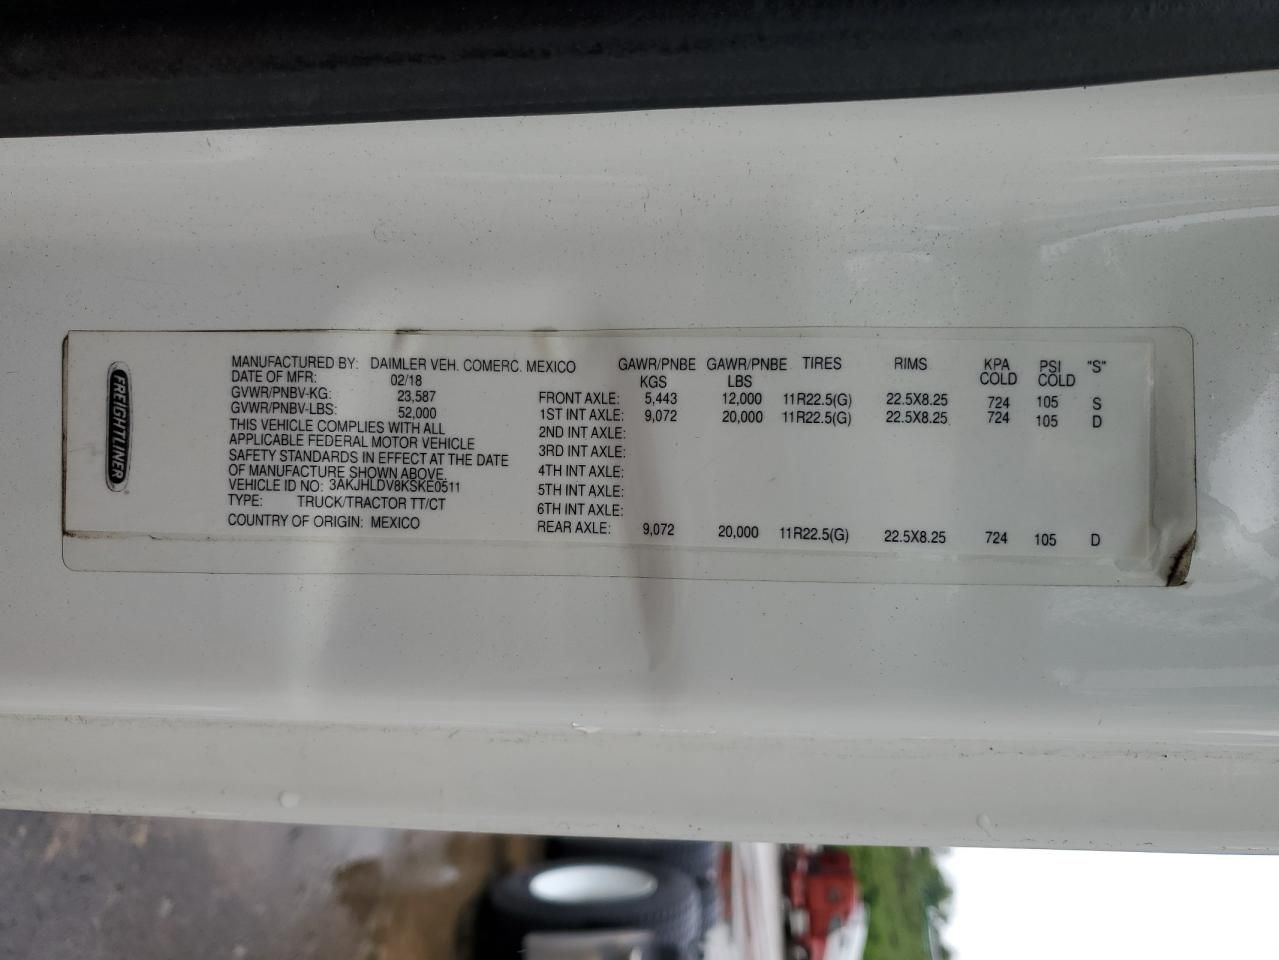 FREIGHTLINER
MANUFACTURED BY: DAIMLER VEH. COMERC. MEXICO
DATE OF MFR: 02/18
GVWR/PNBV-KG: 23,587
GVWR/PNBV-LBS: 52,000
THIS VEHICLE COMPLIES WITH ALL
APPLICABLE FEDERAL MOTOR VEHICLE
SAFETY STANDARDS IN EFFECT AT THE DATE
OF MANUFACTURE SHOWN ABOVE.
VEHICLE ID NO: 3AKJHLDV8KSKE0511
TYPE: TRUCK/TRACTOR TT/CT
COUNTRY OF ORIGIN: MEXICO
GAWR/PNBE GAWR/PNBE TIRES RIMS KPA PSI "S"
KGS LBS COLD COLD
FRONT AXLE: 5,443 12,000 11R22.5(G) 22.5X8.25 724 105 S
1ST INT AXLE: 9,072 20,000 11R22.5(G) 22.5X8.25 724 105 D
2ND INT AXLE:
3RD INT AXLE:
4TH INT AXLE:
5TH INT AXLE:
6TH INT AXLE:
REAR AXLE: 9,072 20,000 11R22.5(G) 22.5X8.25 724 105 D